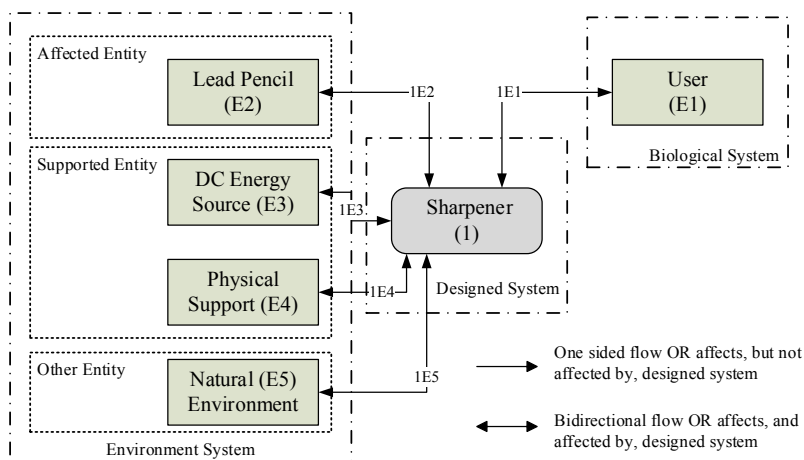 Affected Entity
Lead Pencil
(E2)
1E2
1E1
User
(E1)
Biological System
Supported Entity
DC Energy
Source (E3)
1E3
Sharpener
(1)
Physical
Support (E4)
1E4
Designed System
Other Entity
Natural (E5)
Environment
1E5
Environment System
One sided flow OR affects, but not
affected by, designed system
Bidirectional flow OR affects, and
affected by, designed system